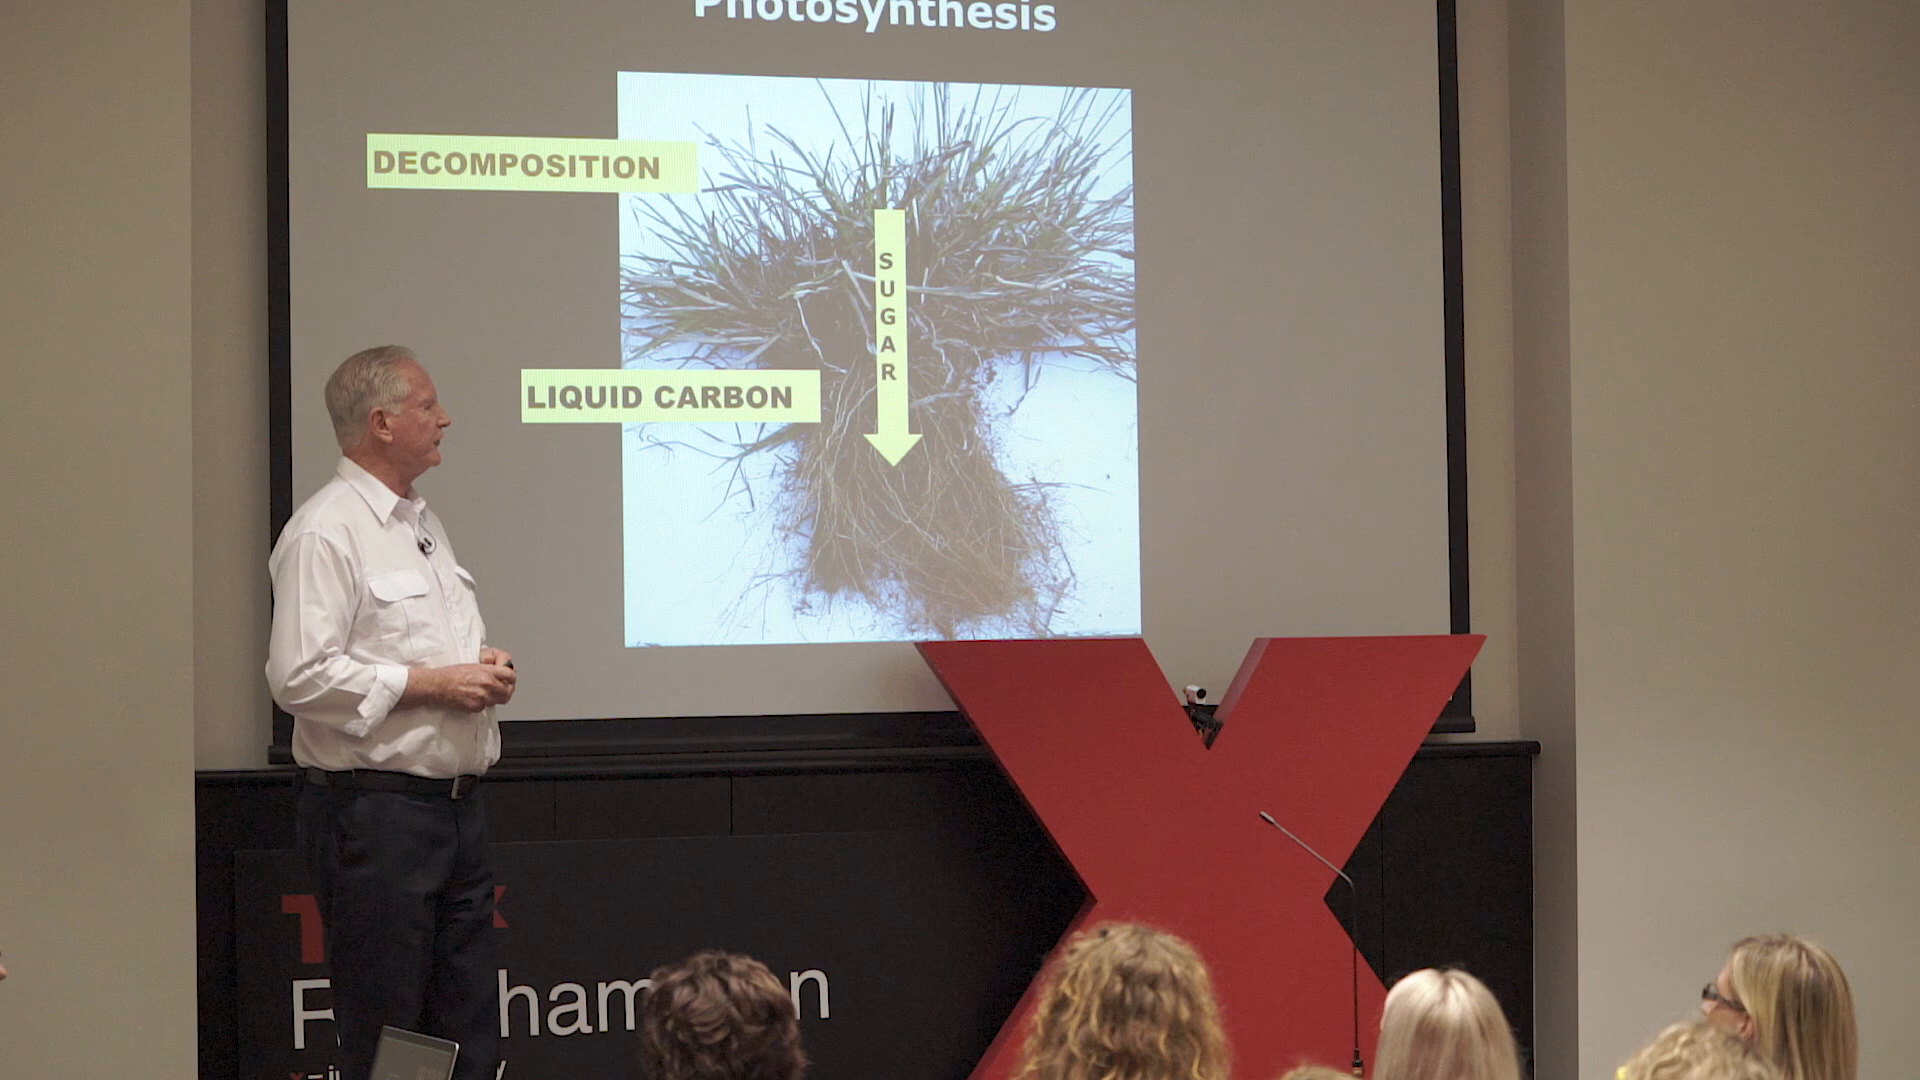 Photosynthesis
DECOMPOSITION
SUGAR
LIQUID CARBON
X